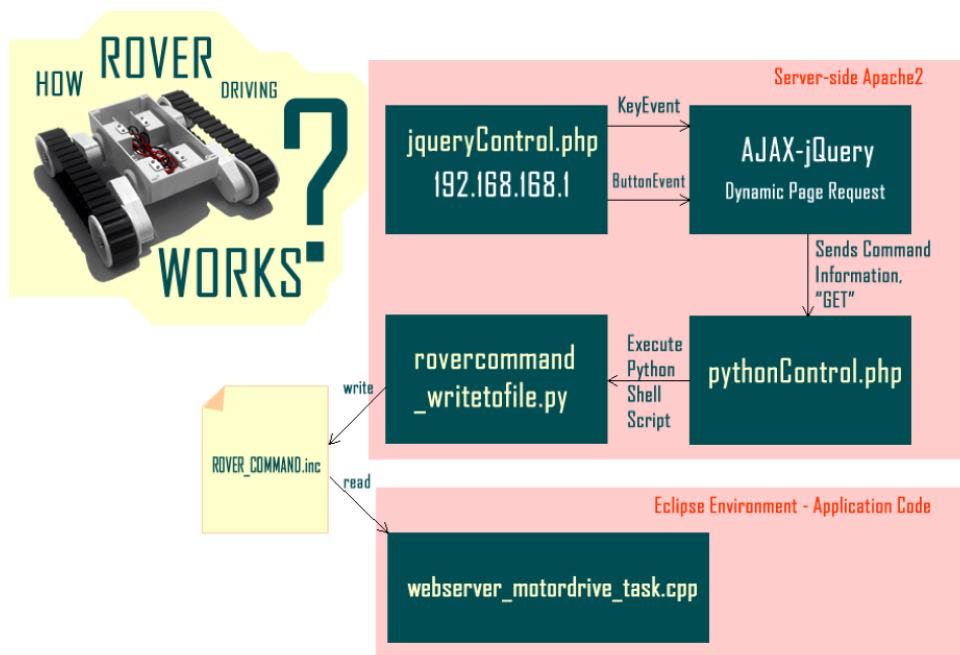 HOW ROVER DRIVING
?
WORKS
Server-side Apache2
jqueryControl.php
192.168.168.1
KeyEvent
ButtonEvent
AJAX-jQuery
Dynamic Page Request
Sends Command
Information,
"GET"
pythonControl.php
Execute
Python
Shell
Script
rovercommand
_writetofile.py
write
ROVER_COMMAND.inc
read
Eclipse Environment - Application Code
webserver_motordrive_task.cpp